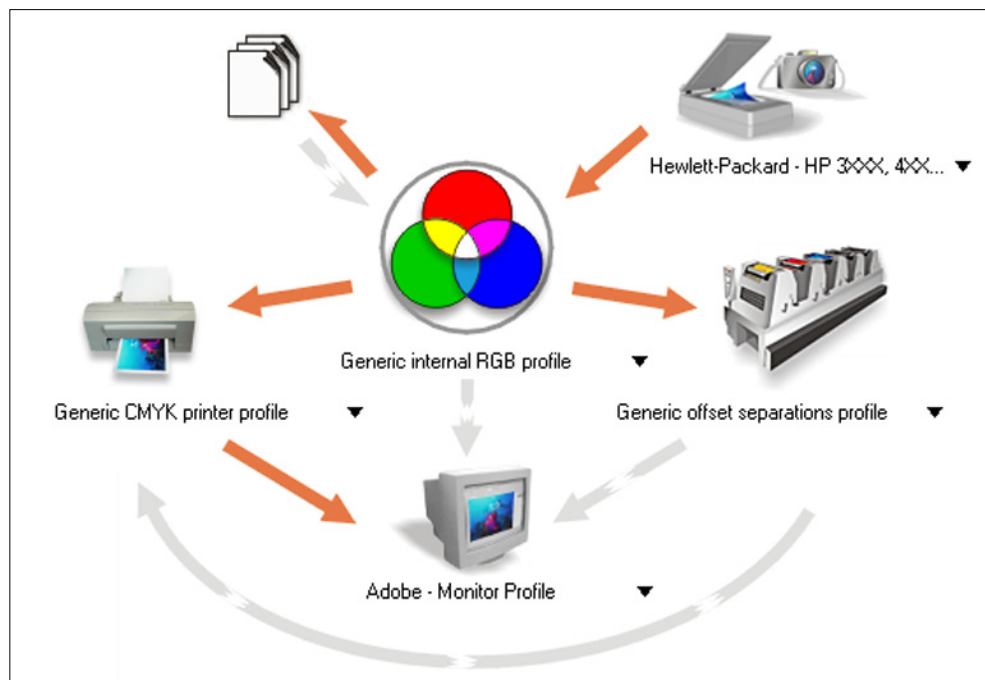 Hewlett-Packard - HP 3XXX, 4XX...
Generic internal RGB profile
Generic CMYK printer profile
Generic offset separations profile
Adobe - Monitor Profile